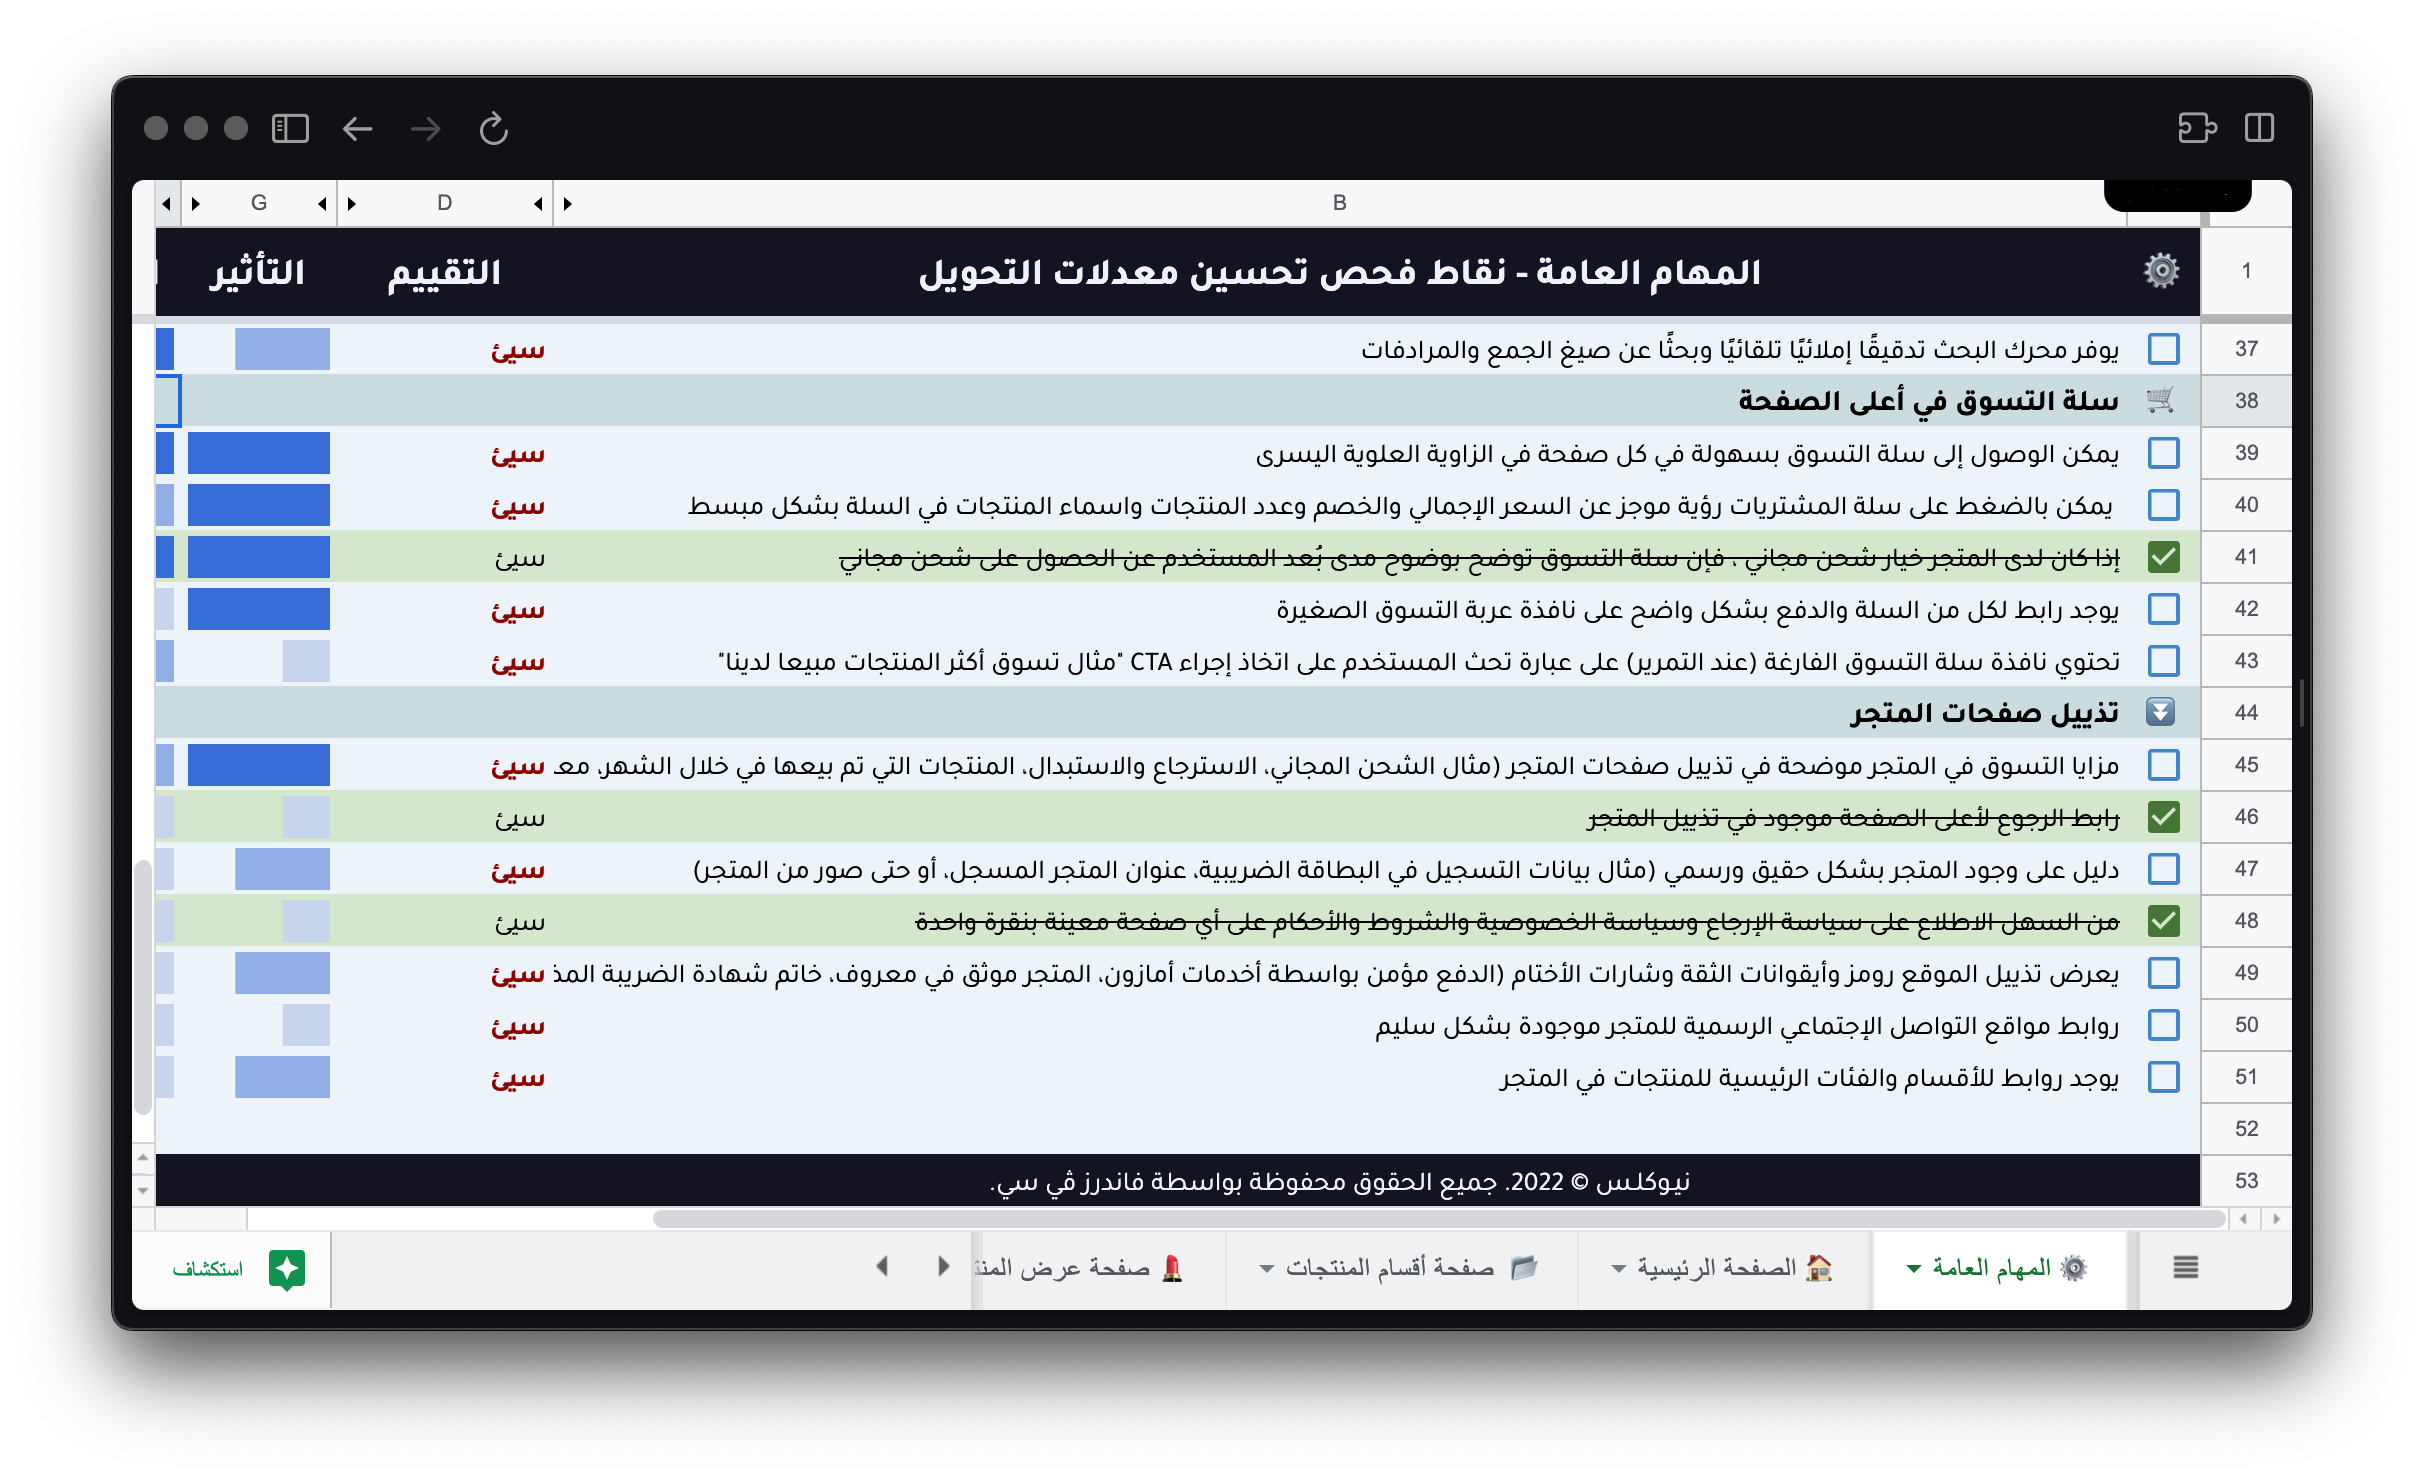 B D G
1 المهام العامة - نقاط فحص تحسين معدلات التحويل التقييم التأثير
37 يوفر محرك البحث تدقيقًا إملائيًا تلقائيًا وبحثًا عن صيغ الجمع والمرادفات سيئ
38 سلة التسوق في أعلى الصفحة
39 يمكن الوصول إلى سلة التسوق بسهولة في كل صفحة في الزاوية العلوية اليسرى سيئ
40 يمكن بالضغط على سلة المشتريات رؤية موجز عن السعر الإجمالي والخصم وعدد المنتجات واسماء المنتجات في السلة بشكل مبسط سيئ
41 إذا كان لدى المتجر خيار شحن مجاني ، فإن سلة التسوق توضح بوضوح مدى بُعد المستخدم عن الحصول على شحن مجاني سيئ
42 يوجد رابط لكل من السلة والدفع بشكل واضح على نافذة عربة التسوق الصغيرة سيئ
43 تحتوي نافذة سلة التسوق الفارغة (عند التمرير) على عبارة تحث المستخدم على اتخاذ إجراء CTA "مثال تسوق أكثر المنتجات مبيعا لدينا" سيئ
44 تذييل صفحات المتجر
45 مزايا التسوق في المتجر موضحة في تذييل صفحات المتجر (مثال الشحن المجاني، الاسترجاع والاستبدال، المنتجات التي تم بيعها في خلال الشهر، سيئ
46 رابط الرجوع لأعلى الصفحة موجود في تذييل المتجر سيئ
47 دليل على وجود المتجر بشكل حقيق ورسمي (مثال بيانات التسجيل في البطاقة الضريبية، عنوان المتجر المسجل، أو حتى صور من المتجر) سيئ
48 من السهل الاطلاع على سياسة الإرجاع وسياسة الخصوصية والشروط والأحكام على أي صفحة معينة بنقرة واحدة سيئ
49 يعرض تذييل الموقع رومز وأيقوانات الثقة وشارات الأختام (الدفع مؤمن بواسطة أخدمات أمازون، المتجر موثق في معروف، خاتم شهادة الضريبة سيئ
50 روابط مواقع التواصل الإجتماعي الرسمية للمتجر موجودة بشكل سليم سيئ
51 يوجد روابط للأقسام والفئات الرئيسية للمنتجات في المتجر سيئ
52
53 نيوكلس © 2022. جميع الحقوق محفوظة بواسطة فاندرز ڤي سي.
المهام العامة الصفحة الرئيسية صفحة أقسام المنتجات صفحة عرض استكشاف